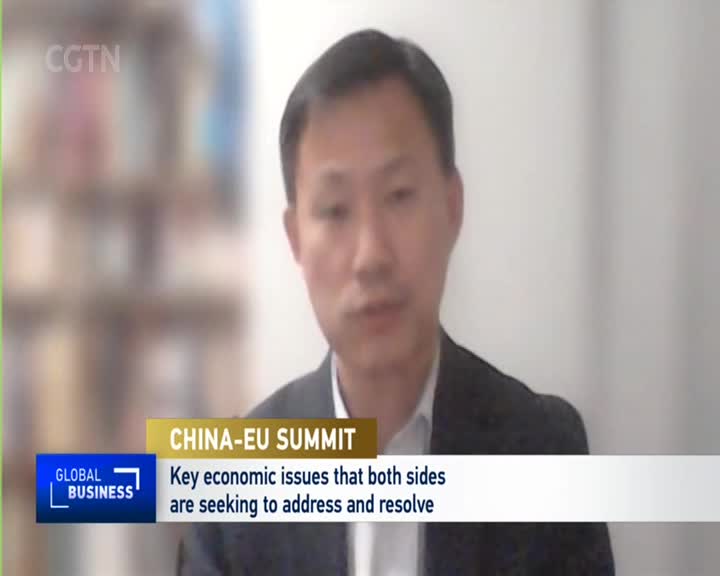 CGTN
CHINA-EU SUMMIT
GLOBAL
BUSINESS
Key economic issues that both sides
are seeking to address and resolve